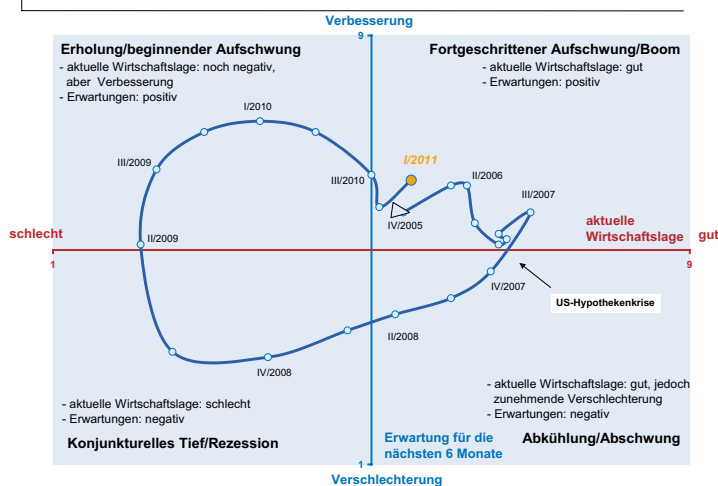 Verbesserung
9
Erholung/beginnender Aufschwung
- aktuelle Wirtschaftslage: noch negativ,
aber Verbesserung
- Erwartungen: positiv
Fortgeschrittener Aufschwung/Boom
- aktuelle Wirtschaftslage: gut
- Erwartungen: positiv
I/2010
III/2009
III/2010
I/2011
II/2006
III/2007
IV/2005
schlecht
II/2009
aktuelle
Wirtschaftslage
gut
1
9
IV/2007
US-Hypothekenkrise
II/2008
IV/2008
- aktuelle Wirtschaftslage: schlecht
- Erwartungen: negativ
Konjunkturelles Tief/Rezession
Erwartung für die
nächsten 6 Monate
- aktuelle Wirtschaftslage: gut, jedoch
zunehmende Verschlechterung
- Erwartungen: negativ
Abkühlung/Abschwung
1
Verschlechterung